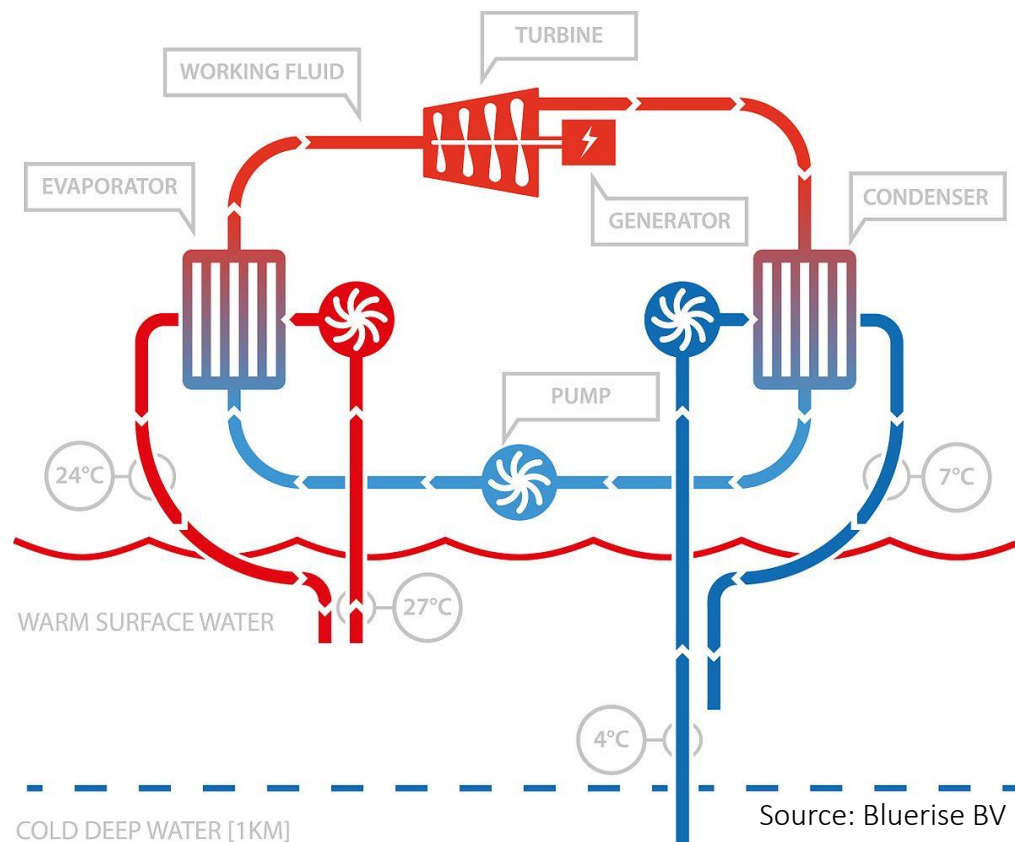 TURBINE
WORKING FLUID
EVAPORATOR
CONDENSER
GENERATOR
PUMP
24°C
7°C
27°C
WARM SURFACE WATER
4°C
Source: Bluerise BV
COLD DEEP WATER [1KM]